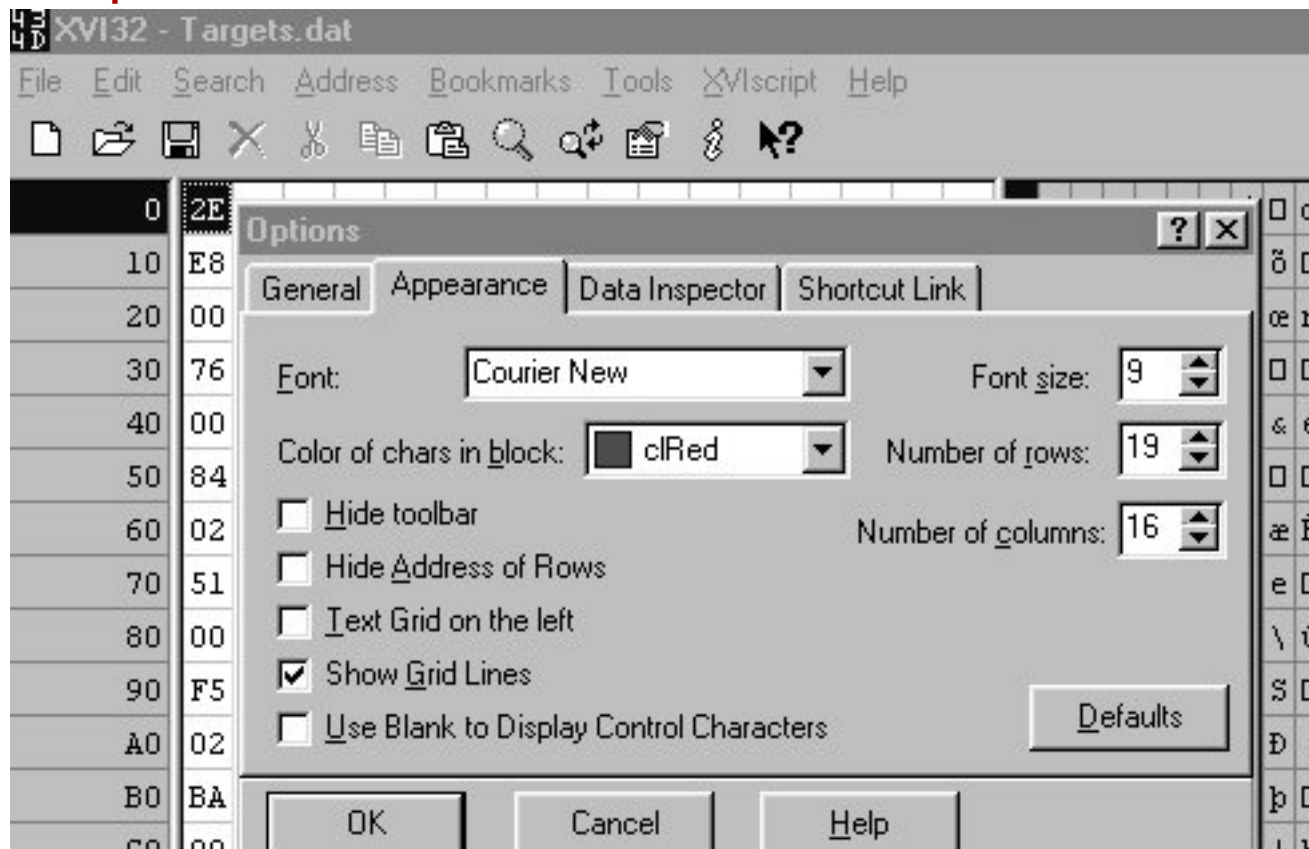 XVI32 - Targets.dat
File Edit Search Address Bookmarks Tools XVIscript Help
0 2E
Options
10 E8 õ
General Appearance Data Inspector Shortcut Link
20 00 œ
30 76
Font: Courier New Font size: 9
40 00 &
Color of chars in block: clRed Number of rows: 19
50 84
Hide toolbar
60 02 æ
Number of columns: 16
Hide Address of Rows
70 51 e
Text Grid on the left
80 00 \
Show Grid Lines
90 F5 S
Use Blank to Display Control Characters Defaults
A0 02 Đ
B0 BA þ
OK Cancel Help